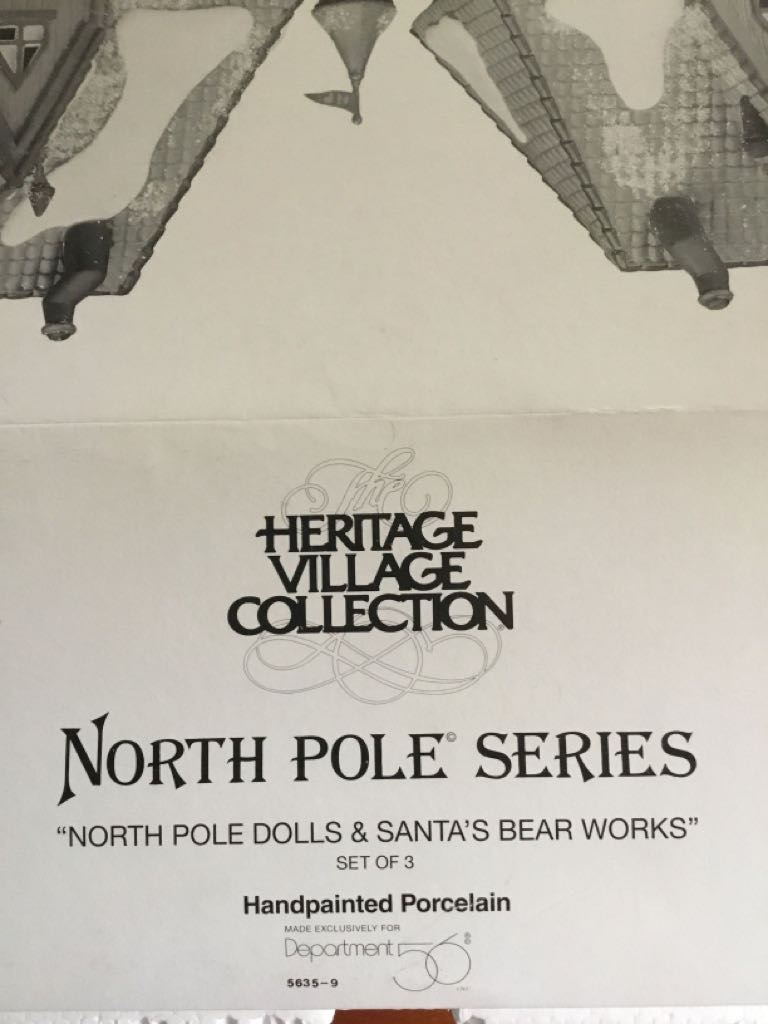 The
HERITAGE
VILLAGE
COLLECTION®
NORTH POLE© SERIES
“NORTH POLE DOLLS & SANTA’S BEAR WORKS”
SET OF 3
Handpainted Porcelain
MADE EXCLUSIVELY FOR
Department 56®
INC.
5635–9